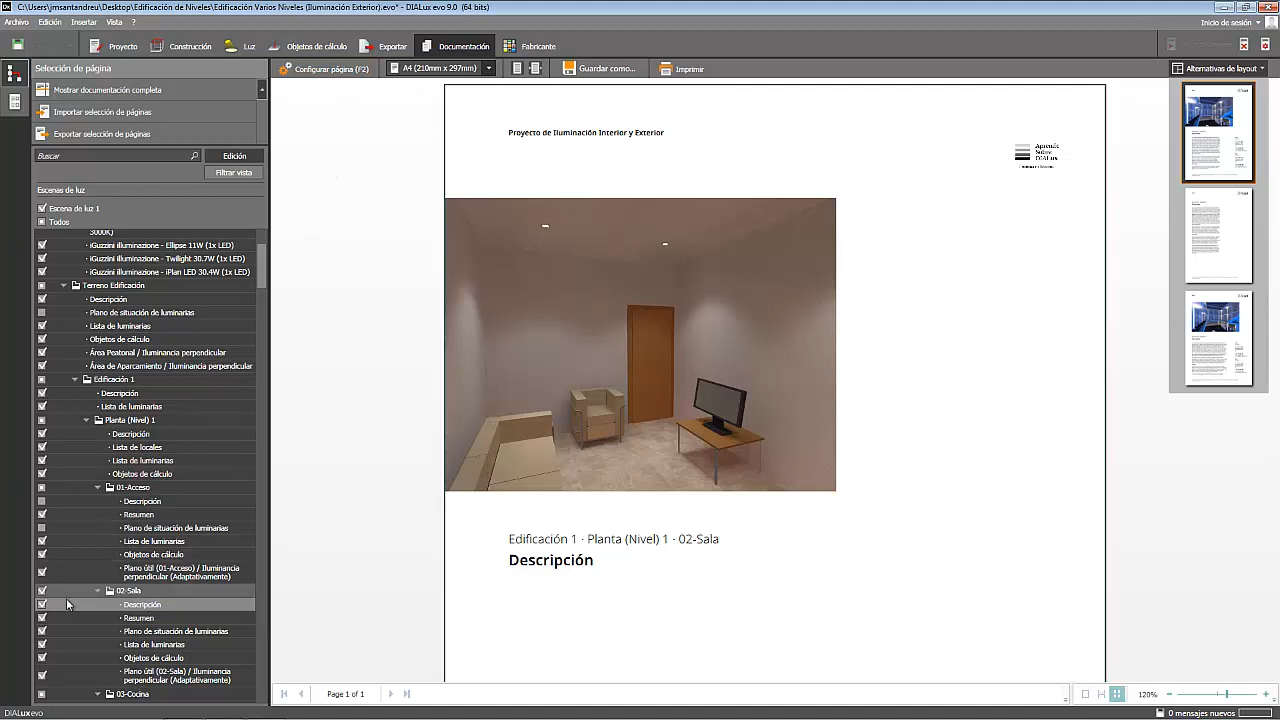 C:\Users\jmsantandreu\Desktop\Edificación de Niveles\Edificación Varios Niveles (Iluminación Exterior).evo* - DIALux evo 9.0 (64 bits)
Archivo Edición Insertar Vista ?
Inicio de sesión
Proyecto Construcción Luz Objetos de cálculo Exportar Documentación Fabricante
Selección de página
Configurar página (F2) A4 (210mm x 297mm) Guardar como... Imprimir
Alternativas de layout
Mostrar documentación completa
Importar selección de páginas
Exportar selección de páginas
Buscar
Edición
Filtrar vista
Escenas de luz
Escena de luz 1
Todos
3000K)
iGuzzini illuminazione - Ellipse 11W (1x LED)
iGuzzini illuminazione - Twilight 30.7W (1x LED)
iGuzzini illuminazione - iPlan LED 30.4W (1x LED)
Terreno Edificación
Descripción
Plano de situación de luminarias
Lista de luminarias
Objetos de cálculo
Área Peatonal / Iluminancia perpendicular
Área de Aparcamiento / Iluminancia perpendicular
Edificación 1
Descripción
Lista de luminarias
Planta (Nivel) 1
Descripción
Lista de locales
Lista de luminarias
Objetos de cálculo
01-Acceso
Descripción
Resumen
Plano de situación de luminarias
Lista de luminarias
Objetos de cálculo
Plano útil (01-Acceso) / Iluminancia
perpendicular (Adaptativamente)
02-Sala
Descripción
Resumen
Plano de situación de luminarias
Lista de luminarias
Objetos de cálculo
Plano útil (02-Sala) / Iluminancia
perpendicular (Adaptativamente)
03-Cocina
Proyecto de Iluminación Interior y Exterior
Aprende
Sobre
DIALux
Edificación 1 · Planta (Nivel) 1 · 02-Sala
Descripción
Page 1 of 1
120%
DIALux evo
0 mensajes nuevos